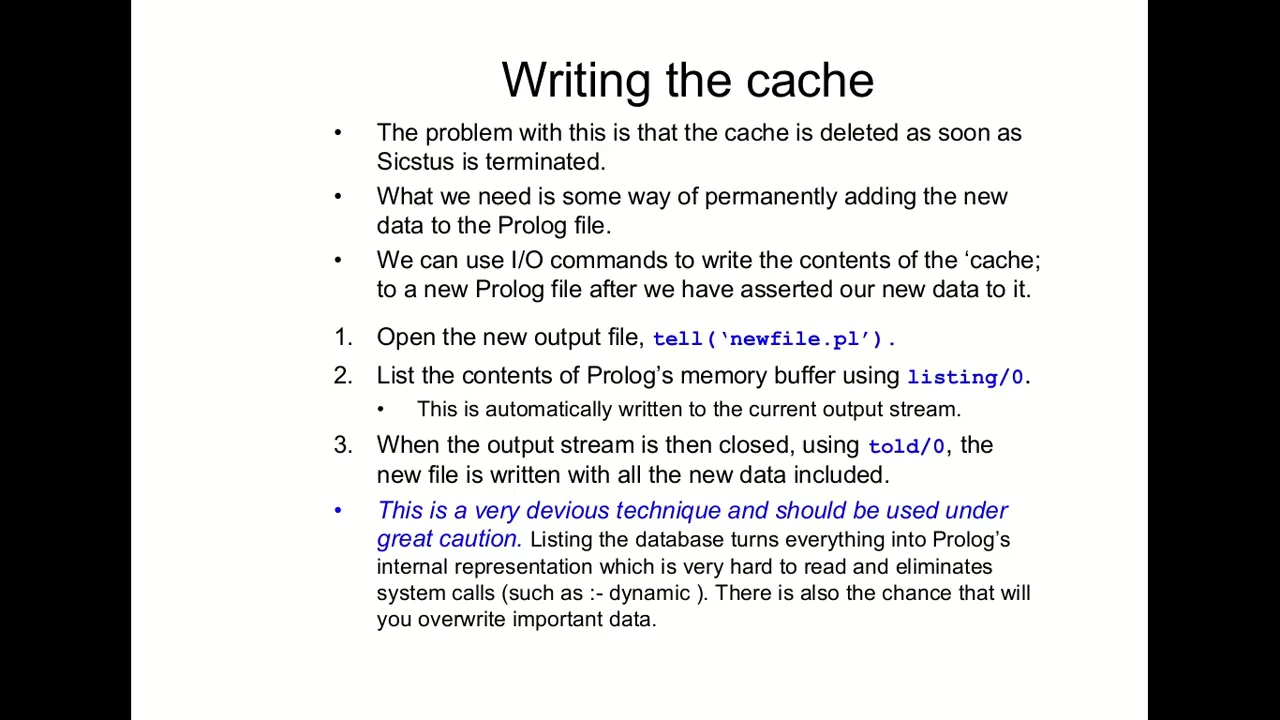 Writing the cache
• The problem with this is that the cache is deleted as soon as
Sicstus is terminated.
• What we need is some way of permanently adding the new
data to the Prolog file.
• We can use I/O commands to write the contents of the ‘cache;
to a new Prolog file after we have asserted our new data to it.
1. Open the new output file, tell(‘newfile.pl’).
2. List the contents of Prolog’s memory buffer using listing/0.
• This is automatically written to the current output stream.
3. When the output stream is then closed, using told/0, the
new file is written with all the new data included.
• This is a very devious technique and should be used under
great caution. Listing the database turns everything into Prolog’s
internal representation which is very hard to read and eliminates
system calls (such as :- dynamic ). There is also the chance that will
you overwrite important data.